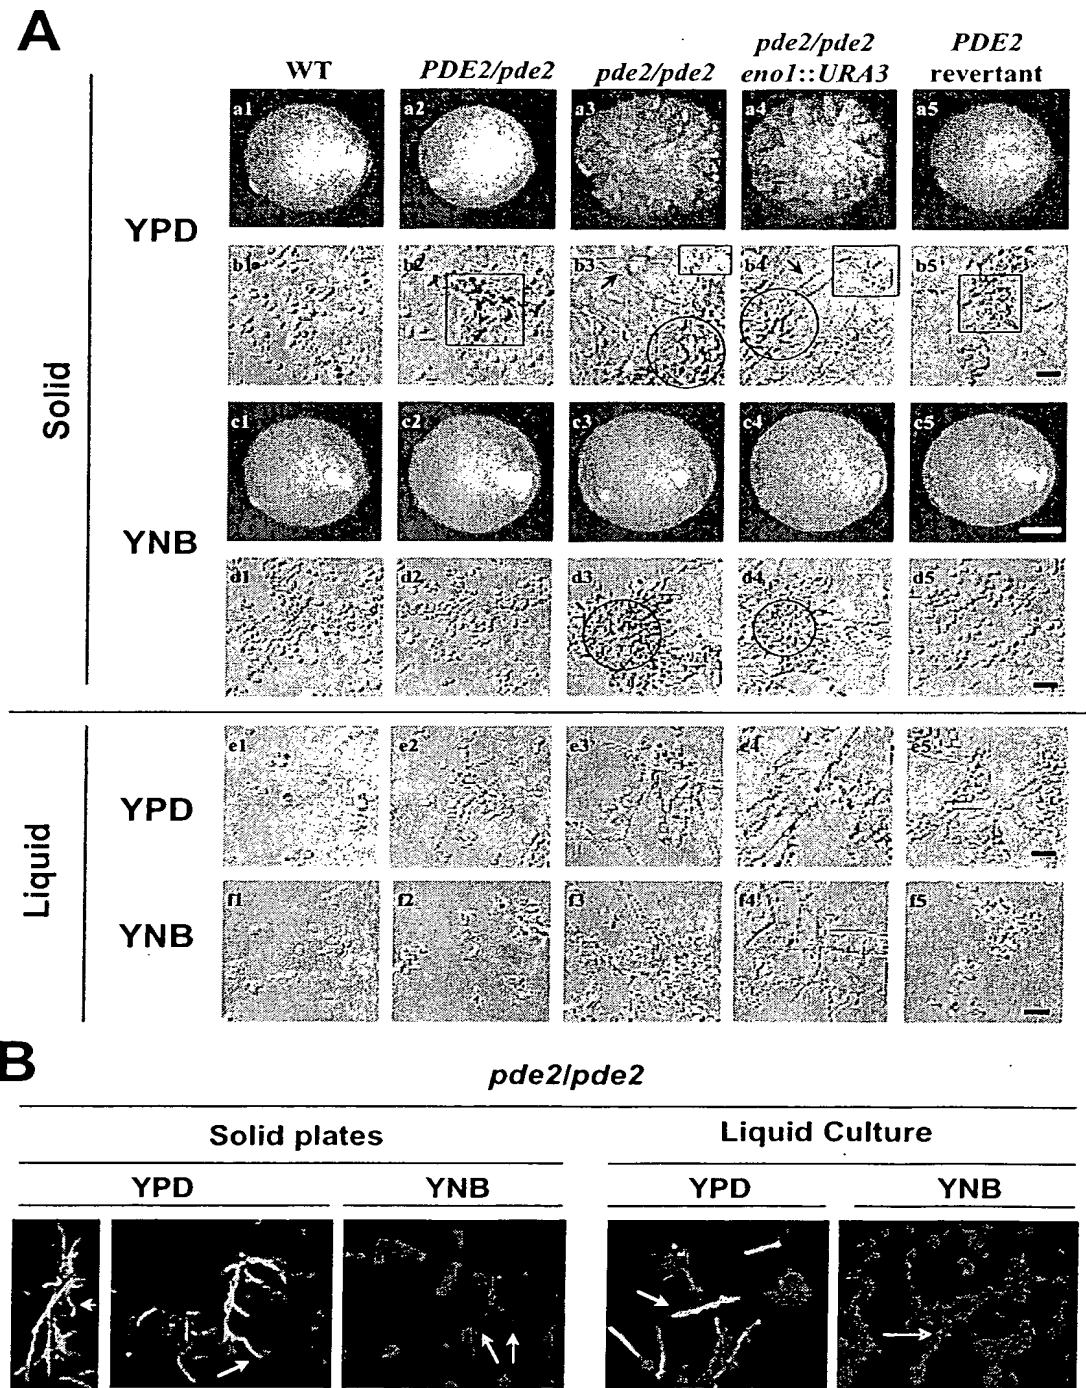 A
WT PDE2/pde2 pde2/pde2 pde2/pde2 eno1::URA3 PDE2 revertant
Solid
YPD
a1 a2 a3 a4 a5
b1 b2 b3 b4 b5
YNB
c1 c2 c3 c4 c5
d1 d2 d3 d4 d5
Liquid
YPD
e1 e2 e3 e4 e5
YNB
f1 f2 f3 f4 f5
B
pde2/pde2
Solid plates Liquid Culture
YPD YNB YPD YNB